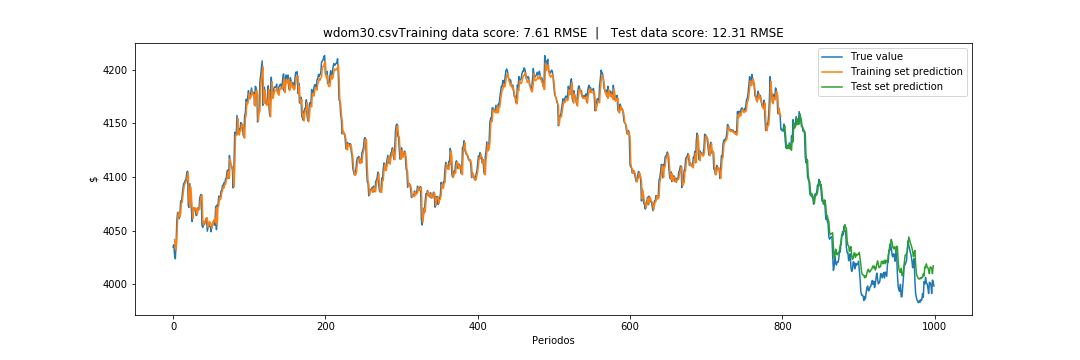 wdom30.csvTraining data score: 7.61 RMSE | Test data score: 12.31 RMSE
True value
Training set prediction
Test set prediction
4200
4150
4100
4050
4000
$
0 200 400 600 800 1000
Periodos